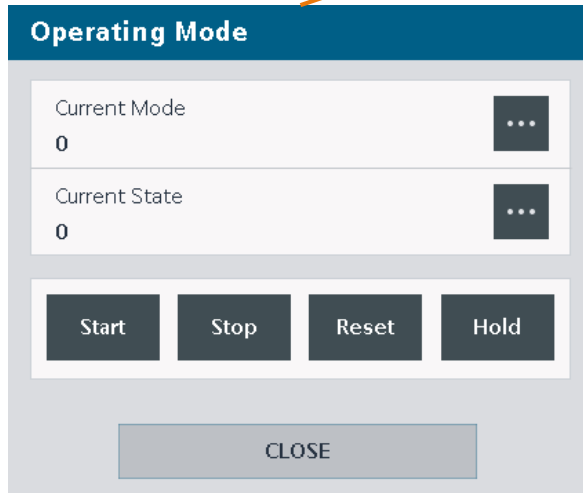 Operating Mode
Current Mode
0
Current State
0
Start Stop Reset Hold
CLOSE